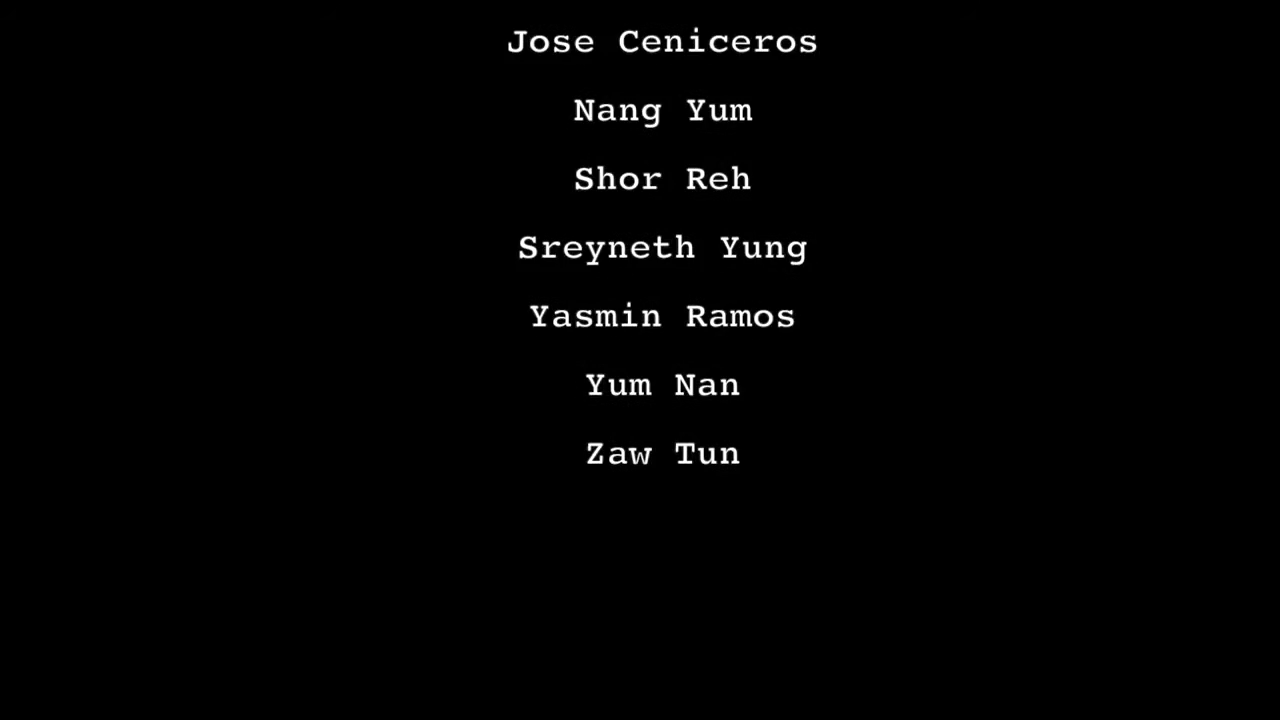 Jose Ceniceros
Nang Yum
Shor Reh
Sreyneth Yung
Yasmin Ramos
Yum Nan
Zaw Tun